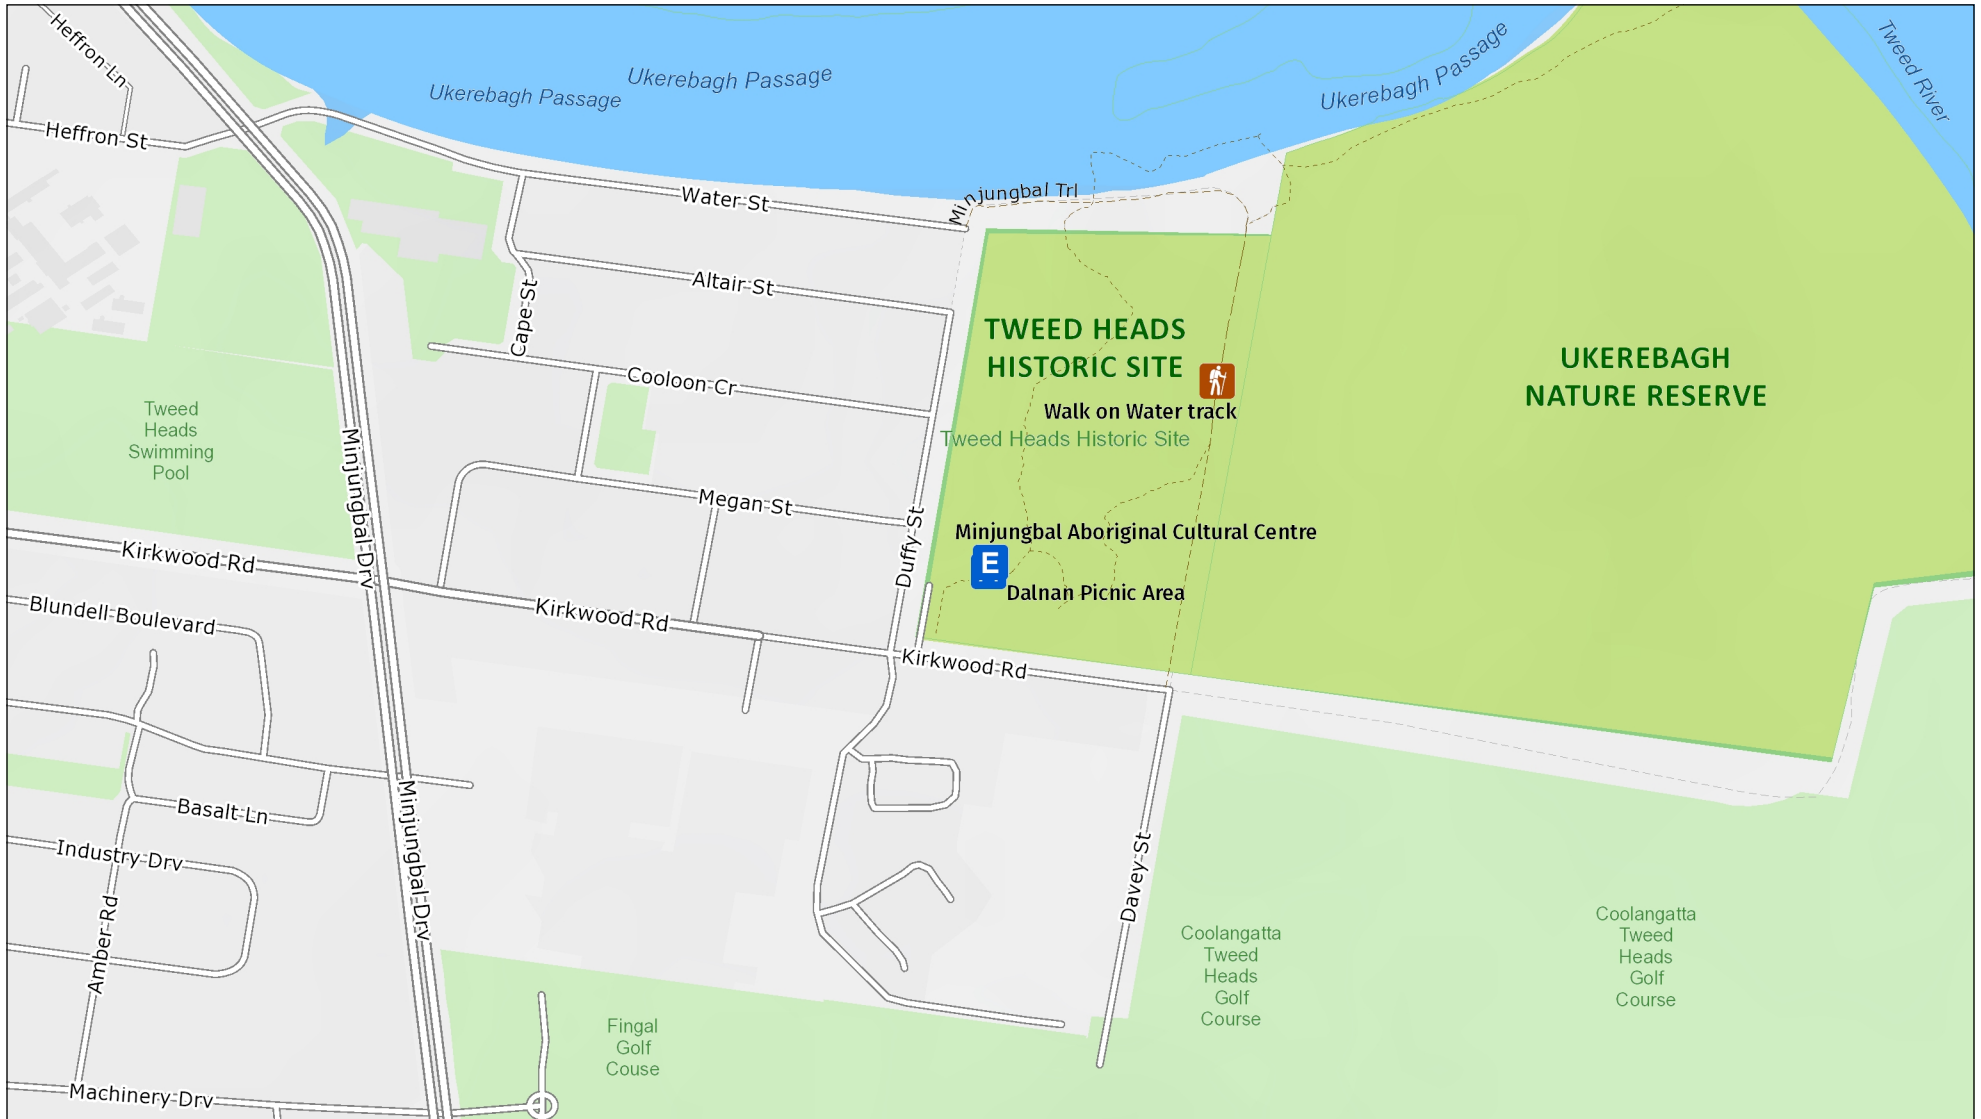 Heffron Ln
Heffron St
Ukerebagh Passage
Ukerebagh Passage
Ukerebagh Passage
Tweed River
Water St
Minjungbal Trl
Altair St
Cape St
Cooloon Cr
TWEED HEADS
HISTORIC SITE
UKEREBAGH
NATURE RESERVE
Walk on Water track
Tweed Heads Historic Site
Tweed
Heads
Swimming
Pool
Minjungbal Drv
Megan St
Duffy St
Minjungbal Aboriginal Cultural Centre
E
Dalnan Picnic Area
Kirkwood Rd
Kirkwood Rd
Kirkwood Rd
Blundell Boulevard
Basalt Ln
Minjungbal Drv
Industry Drv
Amber Rd
Davey St
Coolangatta
Tweed
Heads
Golf
Course
Coolangatta
Tweed
Heads
Golf
Course
Fingal
Golf
Couse
Machinery Drv